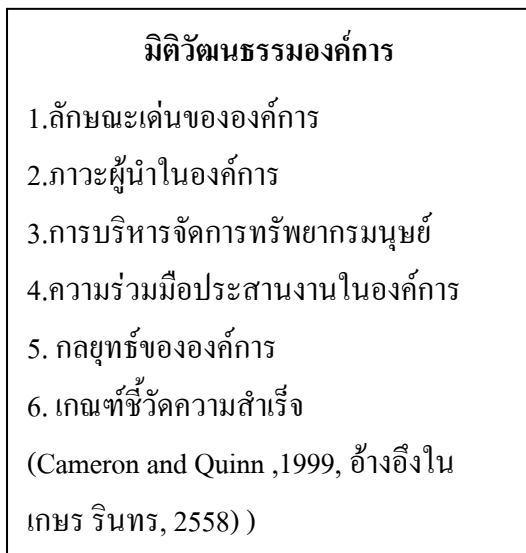 มิติวัฒนธรรมองค์การ
1.ลักษณะเด่นขององค์การ
2.ภาวะผู้นำในองค์การ
3.การบริหารจัดการทรัพยากรมนุษย์
4.ความร่วมมือประสานงานในองค์การ
5. กลยุทธ์ขององค์การ
6. เกณฑ์ชี้วัดความสำเร็จ
(Cameron and Quinn ,1999, อ้างอึงใน
เกษร รินทร, 2558) )